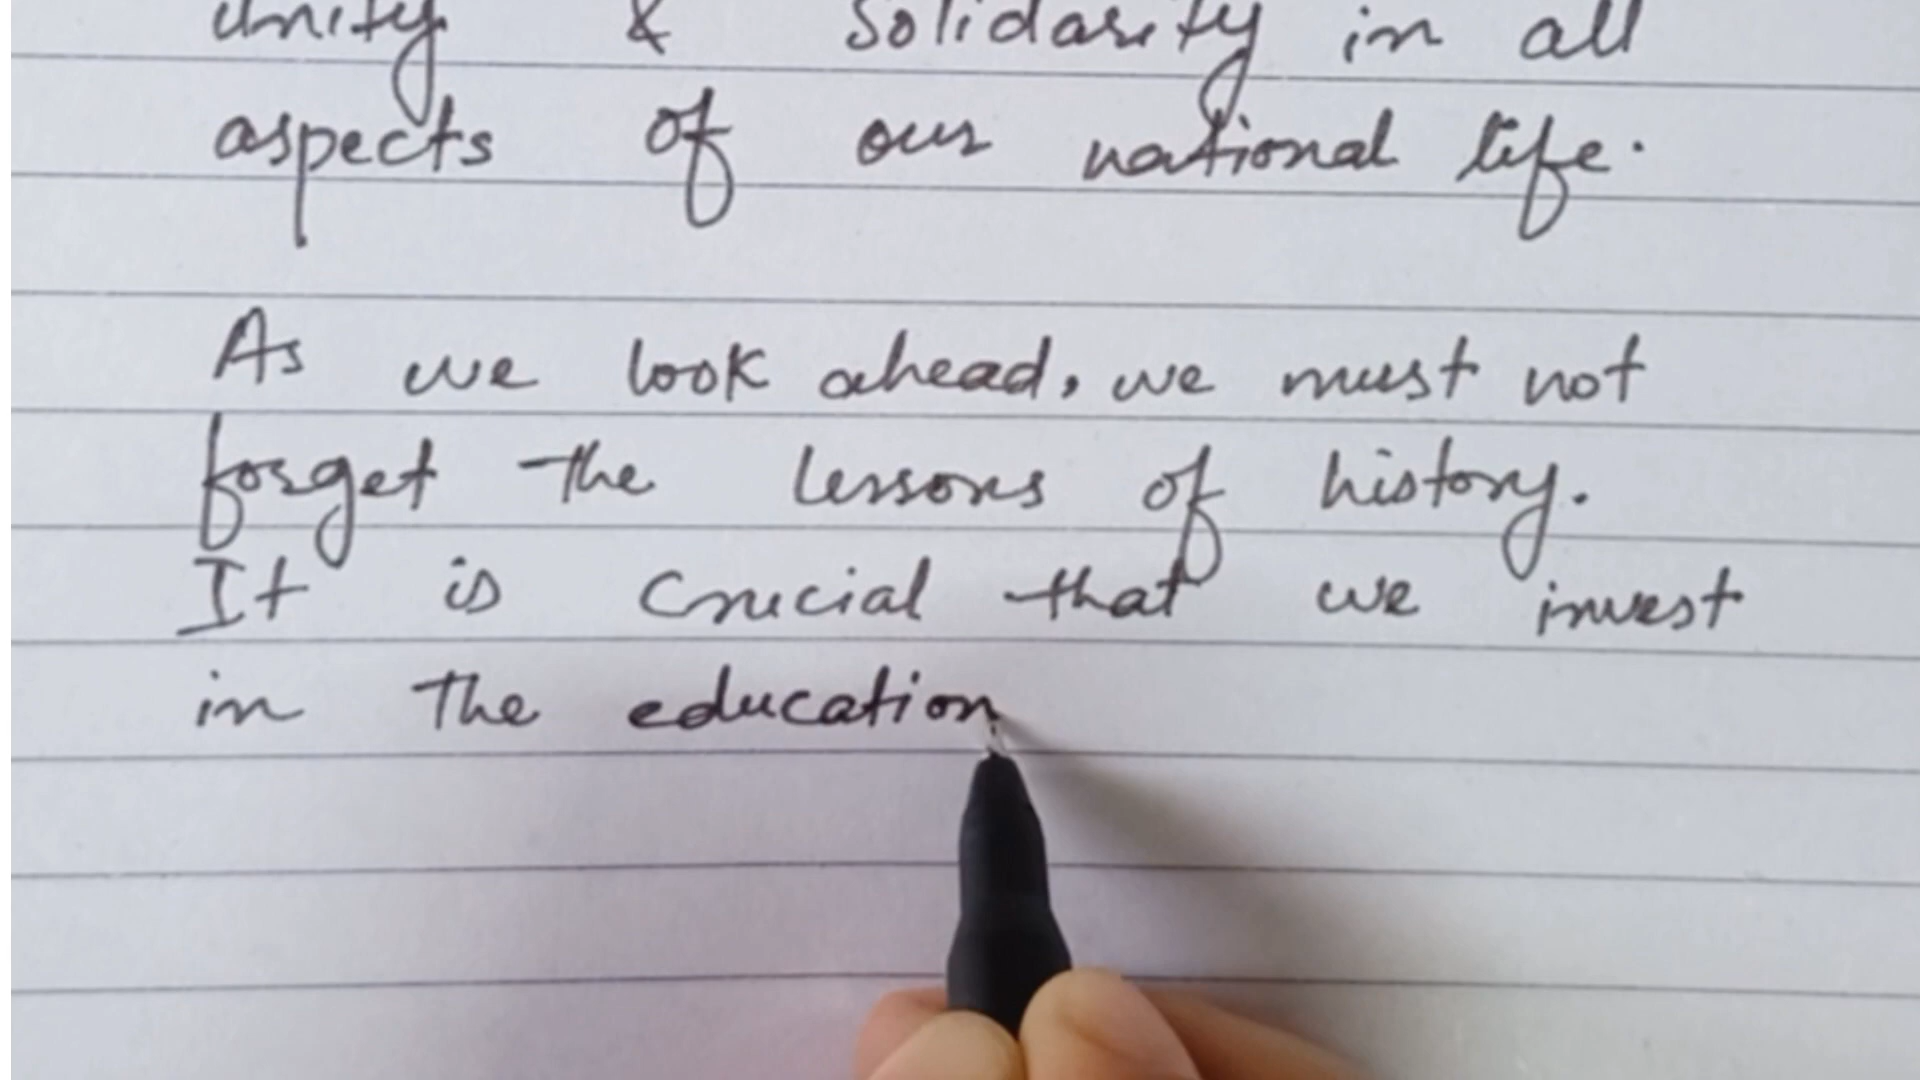 unity & Solidarity in all
aspects of our national life.
As we look ahead, we must not
forget the lessons of history.
It is crucial that we invest
in the education